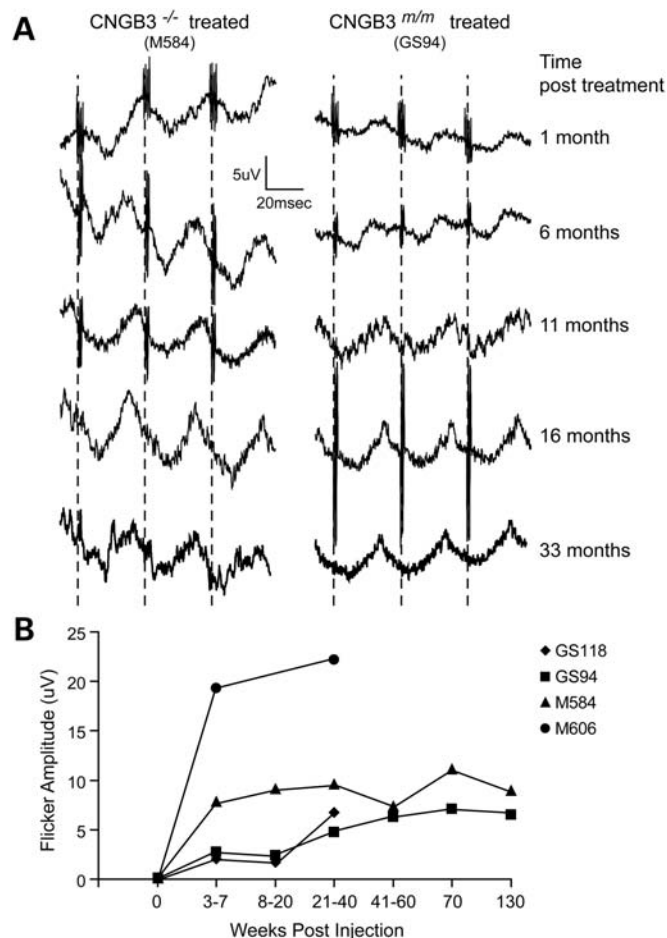 A
CNGB3 -/- treated
(M584)
CNGB3 m/m treated
(GS94)
Time
post treatment
1 month
5uV
20msec
6 months
11 months
16 months
33 months
B
25
20
15
10
5
0
Flicker Amplitude (uV)
0 3-7 8-20 21-40 41-60 70 130
Weeks Post Injection
GS118
GS94
M584
M606